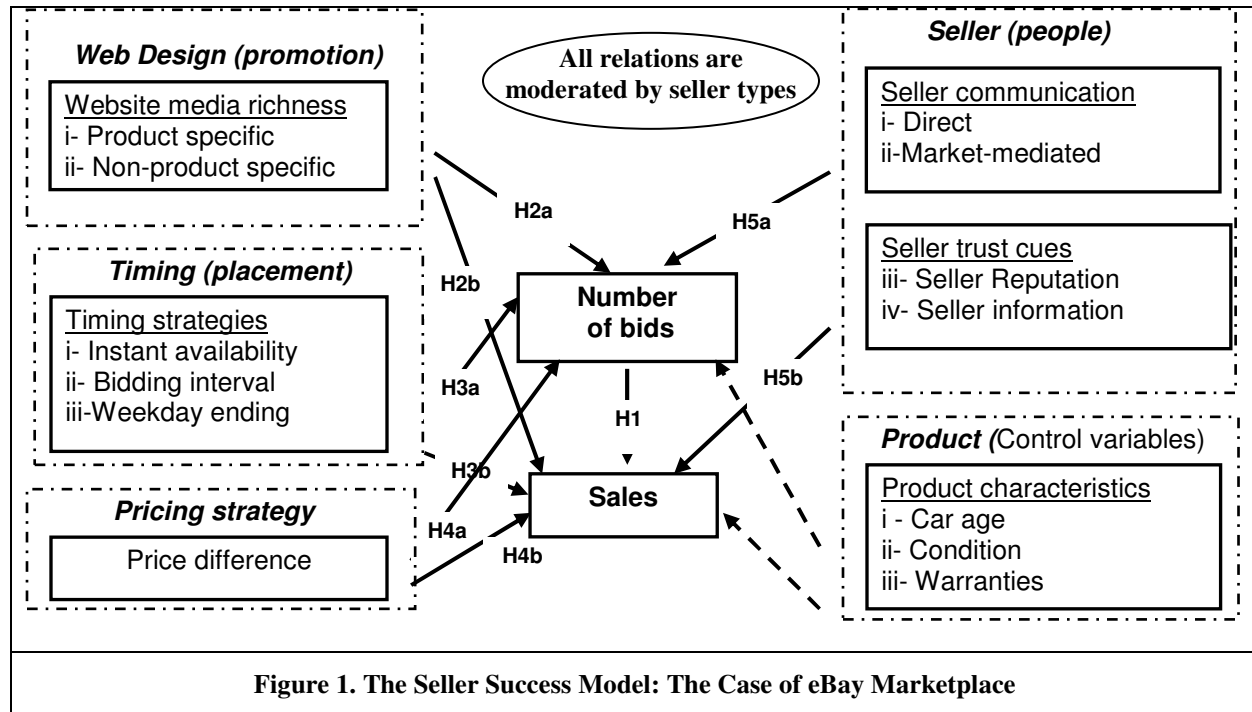 Web Design (promotion)
Website media richness
i- Product specific
ii- Non-product specific
Timing (placement)
Timing strategies
i- Instant availability
ii- Bidding interval
iii-Weekday ending
Pricing strategy
Price difference
All relations are
moderated by seller types
H2a
H5a
H2b
Number
of bids
H3a
H5b
H1
H3b
Sales
H4a
H4b
Seller (people)
Seller communication
i- Direct
ii-Market-mediated
Seller trust cues
iii- Seller Reputation
iv- Seller information
Product (Control variables)
Product characteristics
i - Car age
ii- Condition
iii- Warranties
Figure 1. The Seller Success Model: The Case of eBay Marketplace